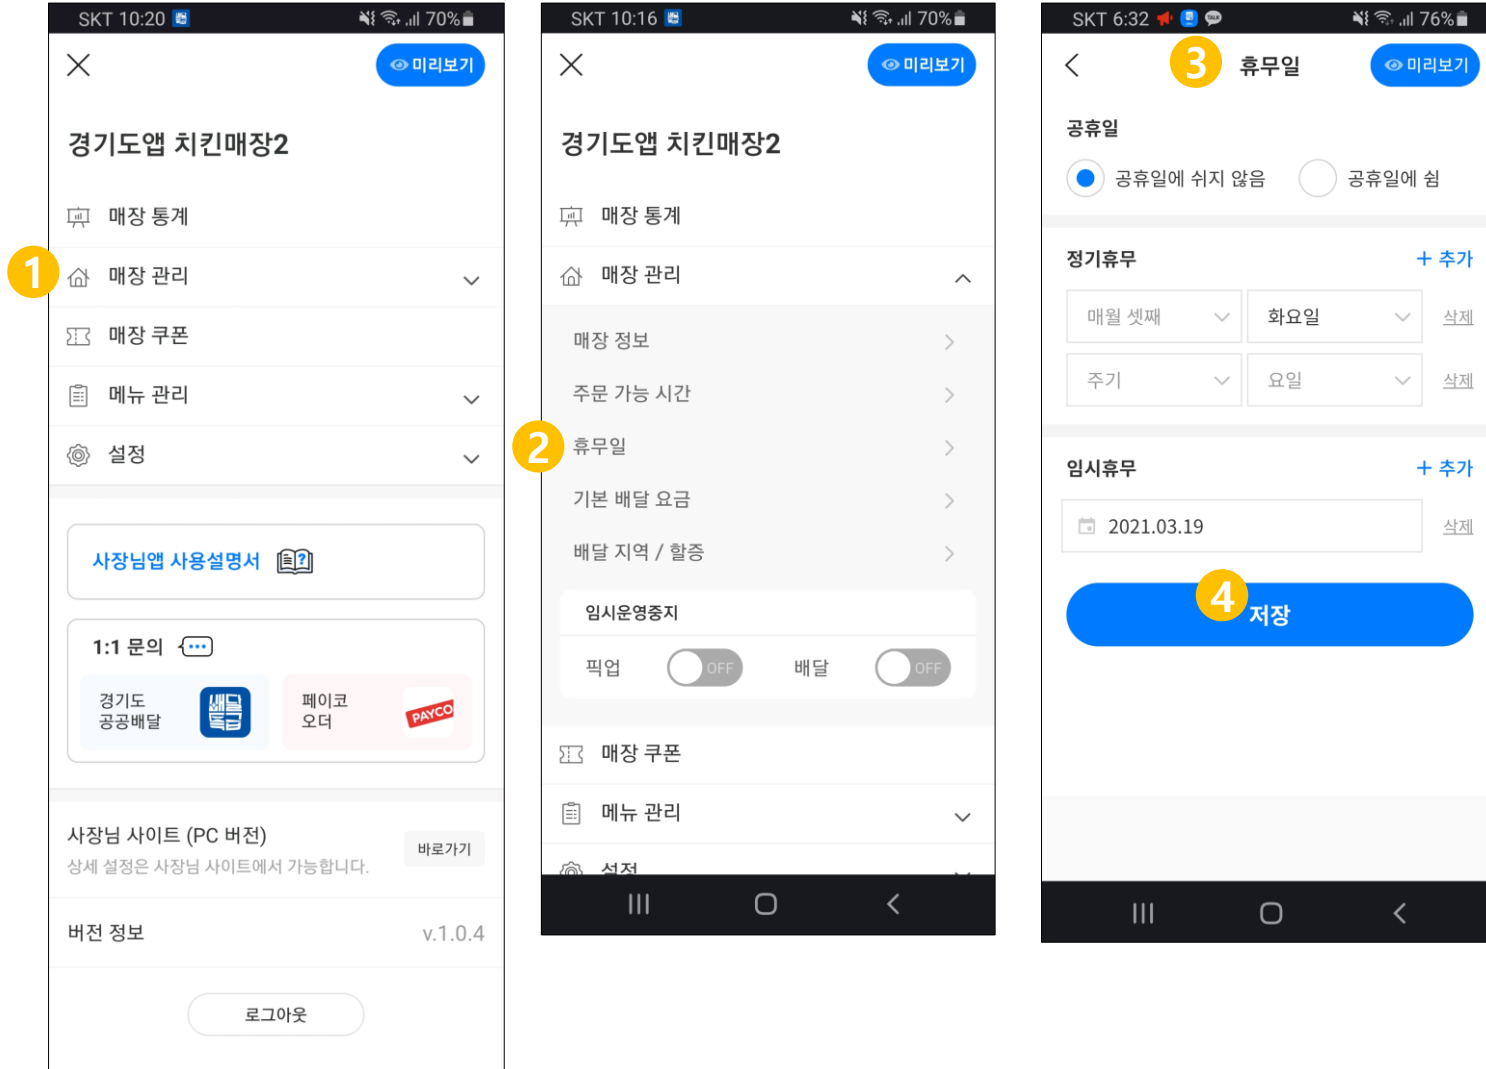 SKT 10:20
70%
미리보기
경기도앱 치킨매장2
매장 통계
1
매장 관리
매장 쿠폰
메뉴 관리
설정
사장님앱 사용설명서
1:1 문의
경기도
공공배달
배달
특급
페이코
오더
PAYCO
사장님 사이트 (PC 버전)
상세 설정은 사장님 사이트에서 가능합니다.
바로가기
버전 정보
v.1.0.4
로그아웃
SKT 10:16
70%
미리보기
경기도앱 치킨매장2
매장 통계
매장 관리
매장 정보
주문 가능 시간
2
휴무일
기본 배달 요금
배달 지역 / 할증
임시운영중지
픽업 OFF 배달 OFF
매장 쿠폰
메뉴 관리
설정
SKT 6:32
TALK
76%
3
휴무일
미리보기
공휴일
공휴일에 쉬지 않음 공휴일에 쉼
정기휴무 + 추가
매월 셋째 화요일 삭제
주기 요일 삭제
임시휴무 + 추가
2021.03.19 삭제
4
저장